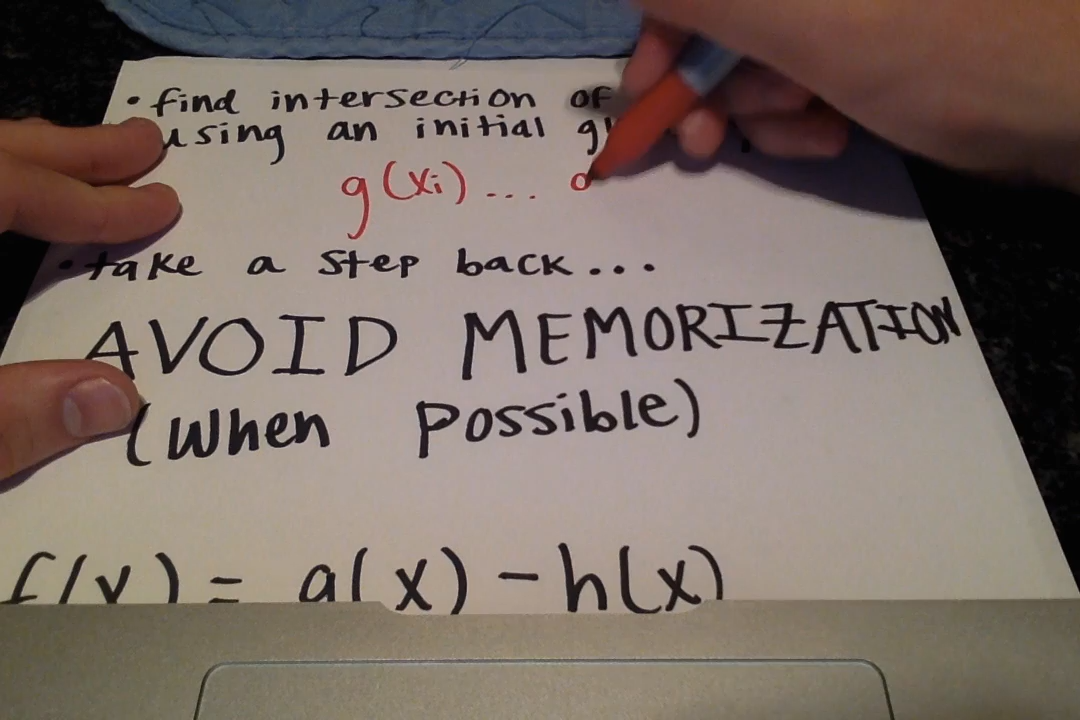 • find intersection of
using an initial
g(xi) ...
• take a step back...
AVOID MEMORIZATION
(when possible)
f(x) = g(x) - h(x)